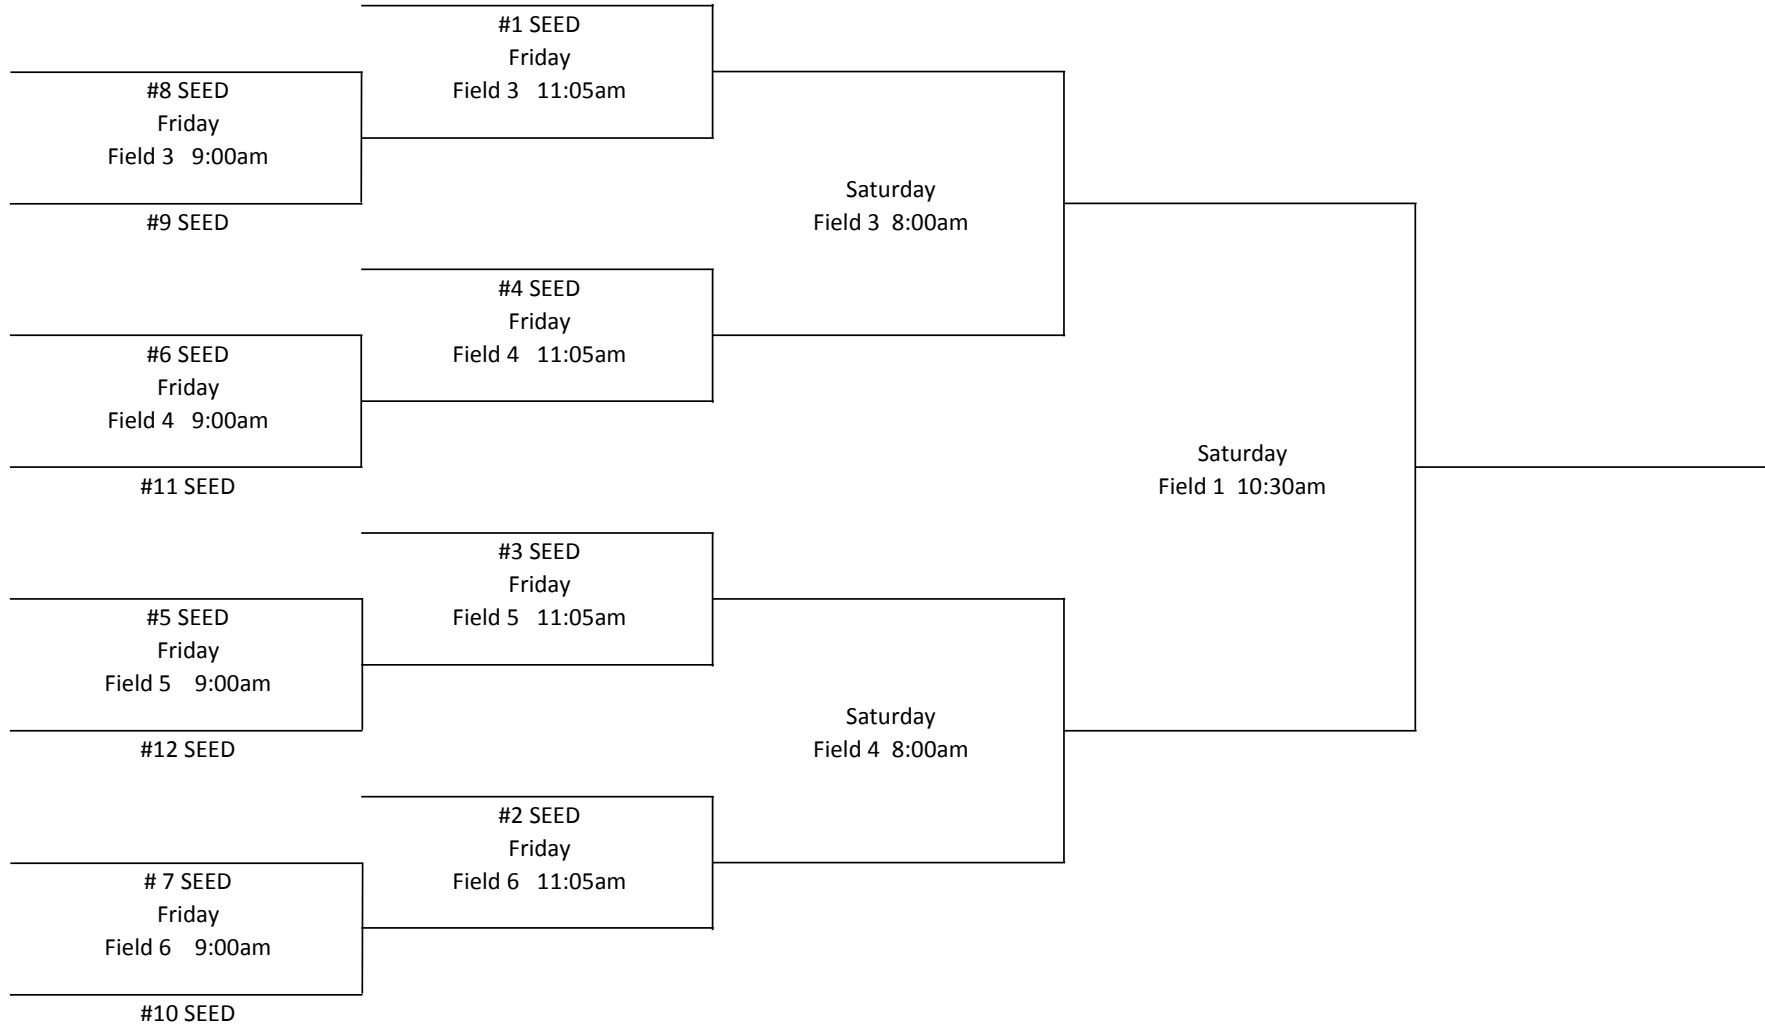 #1 SEED
Friday
Field 3 11:05am
#8 SEED
Friday
Field 3 9:00am
#9 SEED
Saturday
Field 3 8:00am
#4 SEED
Friday
Field 4 11:05am
#6 SEED
Friday
Field 4 9:00am
#11 SEED
Saturday
Field 1 10:30am
#3 SEED
Friday
Field 5 11:05am
#5 SEED
Friday
Field 5 9:00am
#12 SEED
Saturday
Field 4 8:00am
#2 SEED
Friday
Field 6 11:05am
# 7 SEED
Friday
Field 6 9:00am
#10 SEED